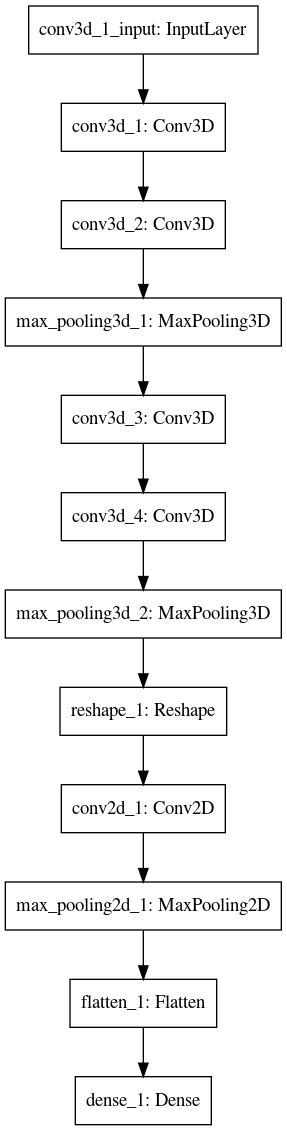 conv3d_1_input: InputLayer
conv3d_1: Conv3D
conv3d_2: Conv3D
max_pooling3d_1: MaxPooling3D
conv3d_3: Conv3D
conv3d_4: Conv3D
max_pooling3d_2: MaxPooling3D
reshape_1: Reshape
conv2d_1: Conv2D
max_pooling2d_1: MaxPooling2D
flatten_1: Flatten
dense_1: Dense